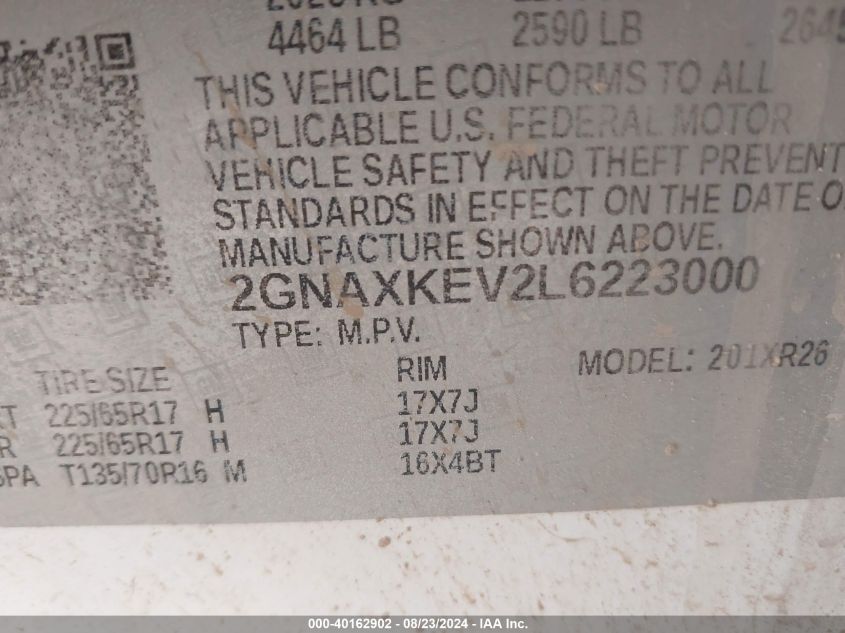 4464 LB 2590 LB
THIS VEHICLE CONFORMS TO ALL
APPLICABLE U.S. FEDERAL MOTOR
VEHICLE SAFETY AND THEFT PREVENT
STANDARDS IN EFFECT ON THE DATE O
MANUFACTURE SHOWN ABOVE.
2GNAXKEV2L6223000
TYPE: M.P.V.
MODEL: 201XR26
TIRE SIZE RIM
225/65R17 H 17X7J
225/65R17 H 17X7J
SPA T135/70R16 M 16X4BT
000-40162902 - 08/23/2024 - IAA Inc.